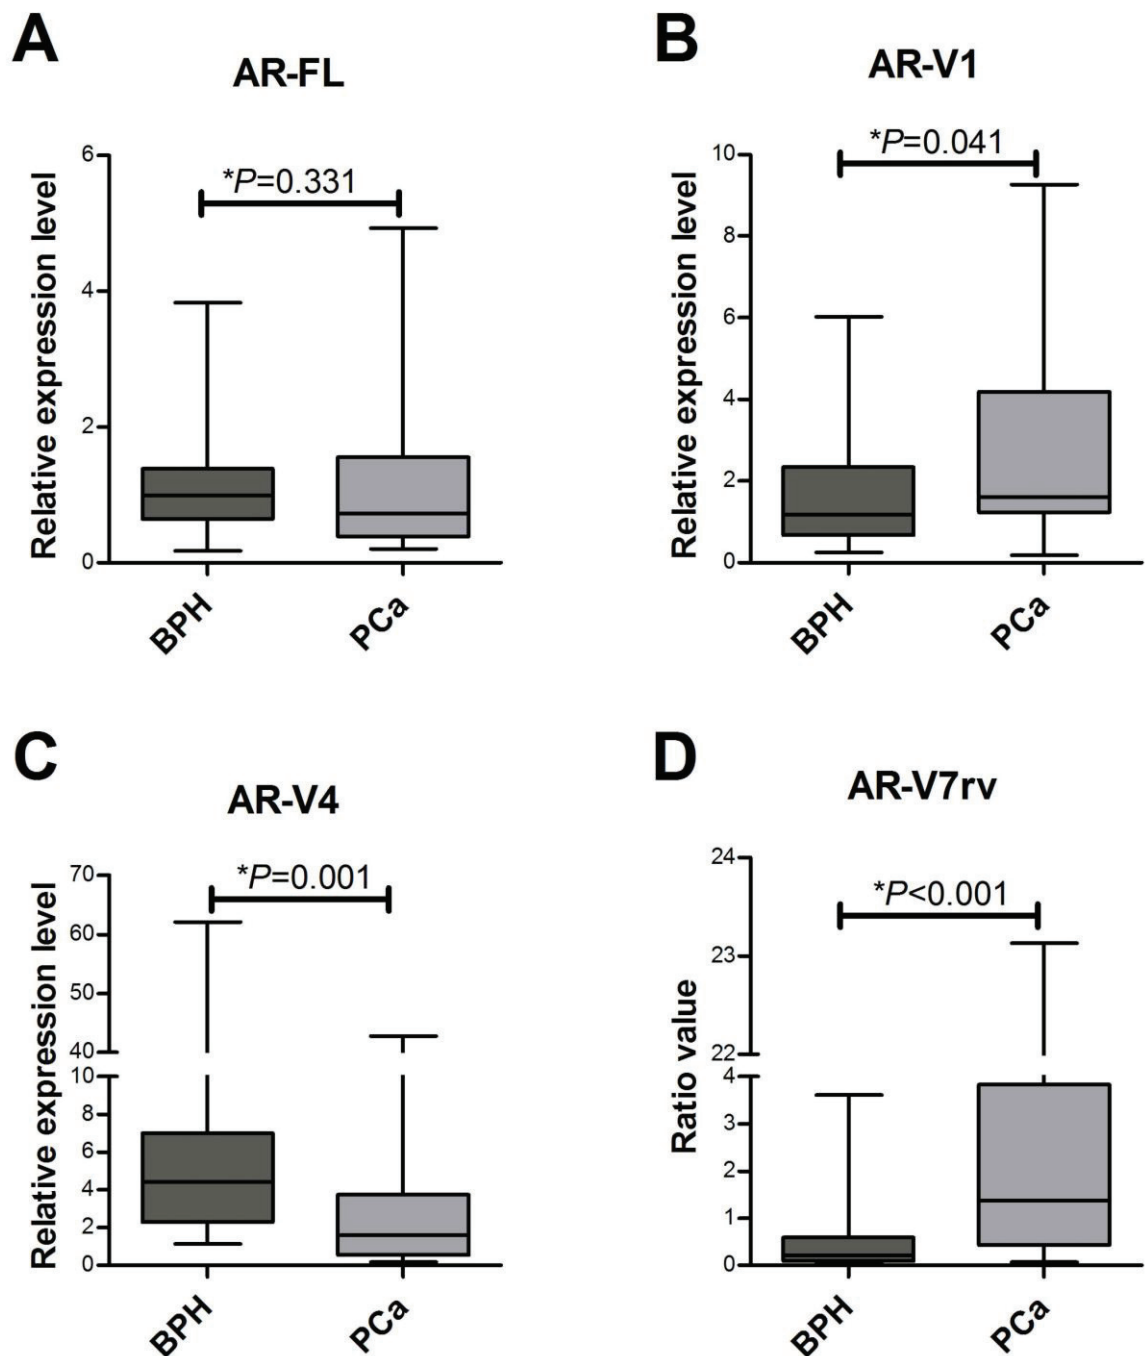 A
AR-FL
*P=0.331
Relative expression level
6
4
2
0
BPH
PCa
B
AR-V1
*P=0.041
Relative expression level
10
8
6
4
2
0
BPH
PCa
C
AR-V4
*P=0.001
Relative expression level
70
60
50
40
10
8
6
4
2
0
BPH
PCa
D
AR-V7rv
*P<0.001
Ratio value
24
23
22
4
3
2
1
0
BPH
PCa